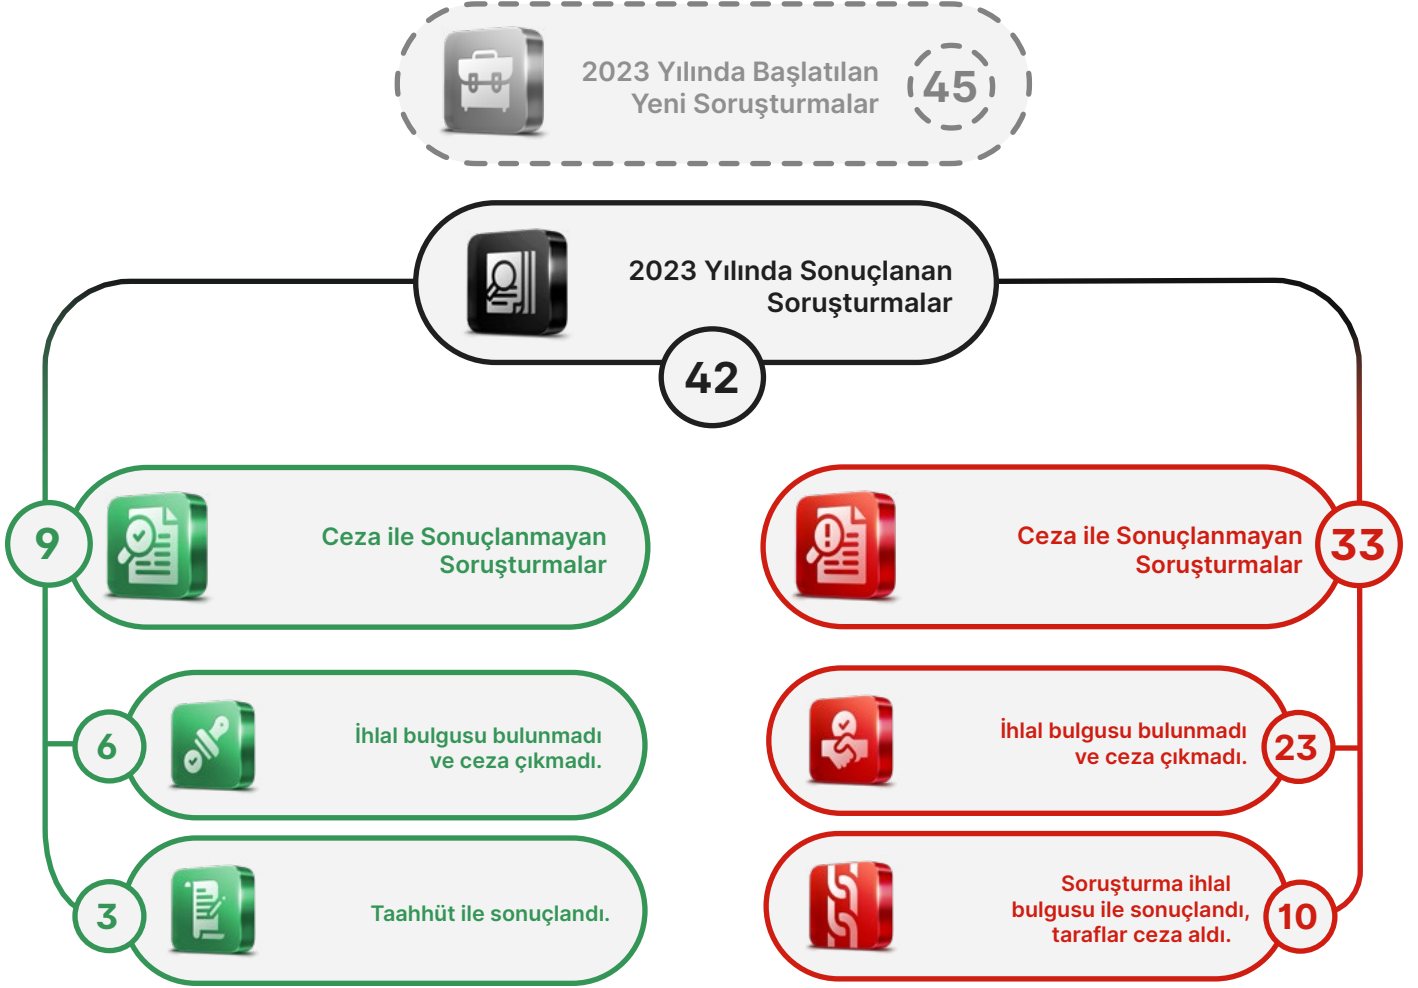 2023 Yılında Başlatılan
Yeni Soruşturmalar
45
2023 Yılında Sonuçlanan
Soruşturmalar
42
9
Ceza ile Sonuçlanmayan
Soruşturmalar
Ceza ile Sonuçlanmayan
Soruşturmalar
33
6
İhlal bulgusu bulunmadı
ve ceza çıkmadı.
İhlal bulgusu bulunmadı
ve ceza çıkmadı.
23
3
Taahhüt ile sonuçlandı.
Soruşturma ihlal
bulgusu ile sonuçlandı,
taraflar ceza aldı.
10